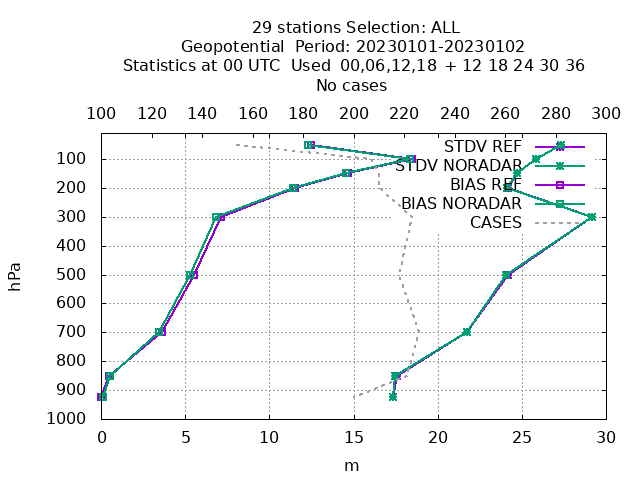 29 stations Selection: ALL
Geopotential  Period: 20230101-20230102
Statistics at 00 UTC  Used  00,06,12,18  + 12 18 24 30 36
No cases
100 120 140 160 180 200 220 240 260 280 300
STDV REF
STDV NORADAR
BIAS REF
BIAS NORADAR
CASES
hPa
100
200
300
400
500
600
700
800
900
1000
0 5 10 15 20 25 30
m